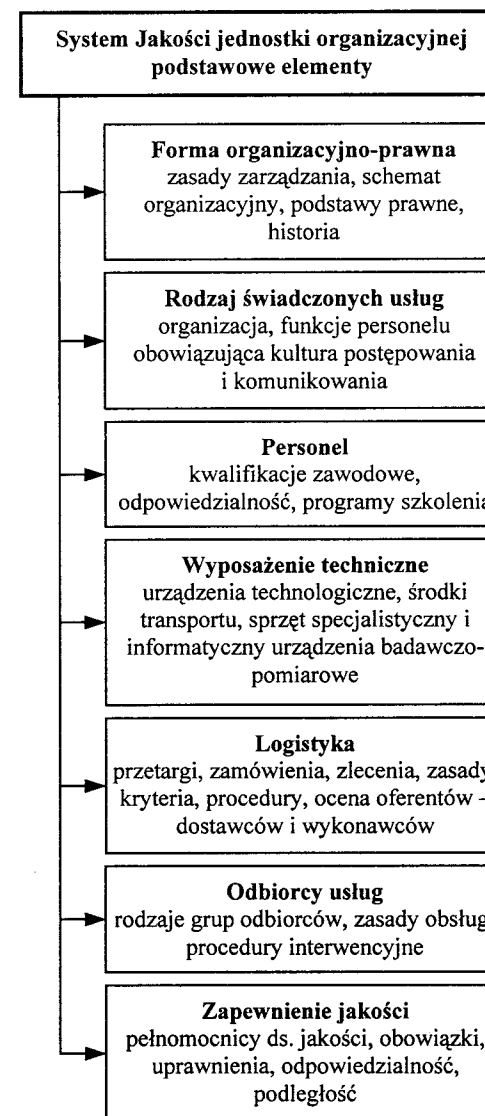 System Jakości jednostki organizacyjnej
podstawowe elementy
Forma organizacyjno-prawna
zasady zarządzania, schemat
organizacyjny, podstawy prawne,
historia
Rodzaj świadczonych usług
organizacja, funkcje personelu
obowiązująca kultura postępowania
i komunikowania
Personel
kwalifikacje zawodowe,
odpowiedzialność, programy szkolenia
Wyposażenie techniczne
urządzenia technologiczne, środki
transportu, sprzęt specjalistyczny i
informatyczny urządzenia badawczo-
pomiarowe
Logistyka
przetargi, zamówienia, zlecenia, zasady
kryteria, procedury, ocena oferentów -
dostawców i wykonawców
Odbiorcy usług
rodzaje grup odbiorców, zasady obsług
procedury interwencyjne
Zapewnienie jakości
pełnomocnicy ds. jakości, obowiązki,
uprawnienia, odpowiedzialność,
podległość